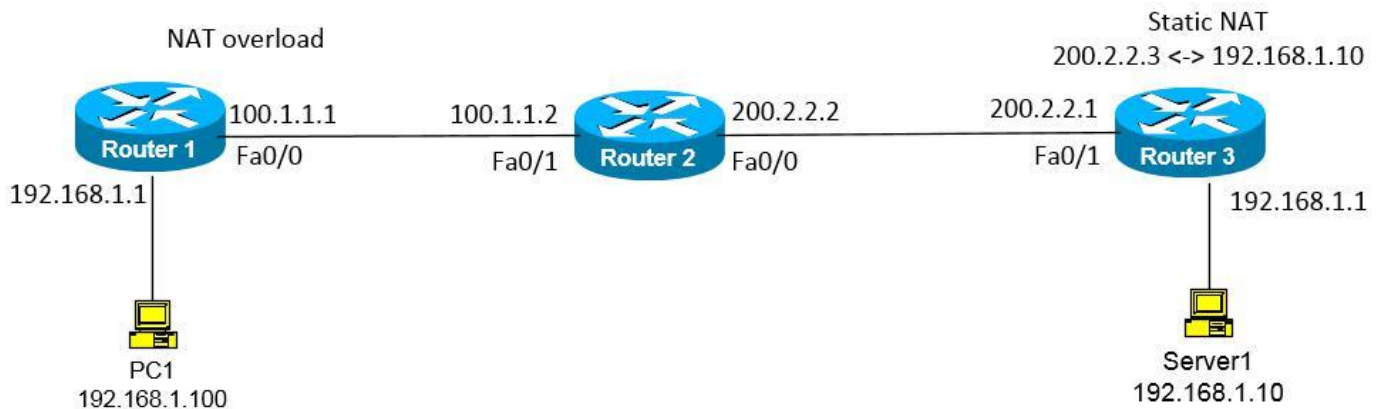 NAT overload
Static NAT
200.2.2.3 <-> 192.168.1.10
100.1.1.1
100.1.1.2
200.2.2.2
200.2.2.1
Router 1
Fa0/0
Fa0/1
Router 2
Fa0/0
Fa0/1
Router 3
192.168.1.1
192.168.1.1
PC1
192.168.1.100
Server1
192.168.1.10